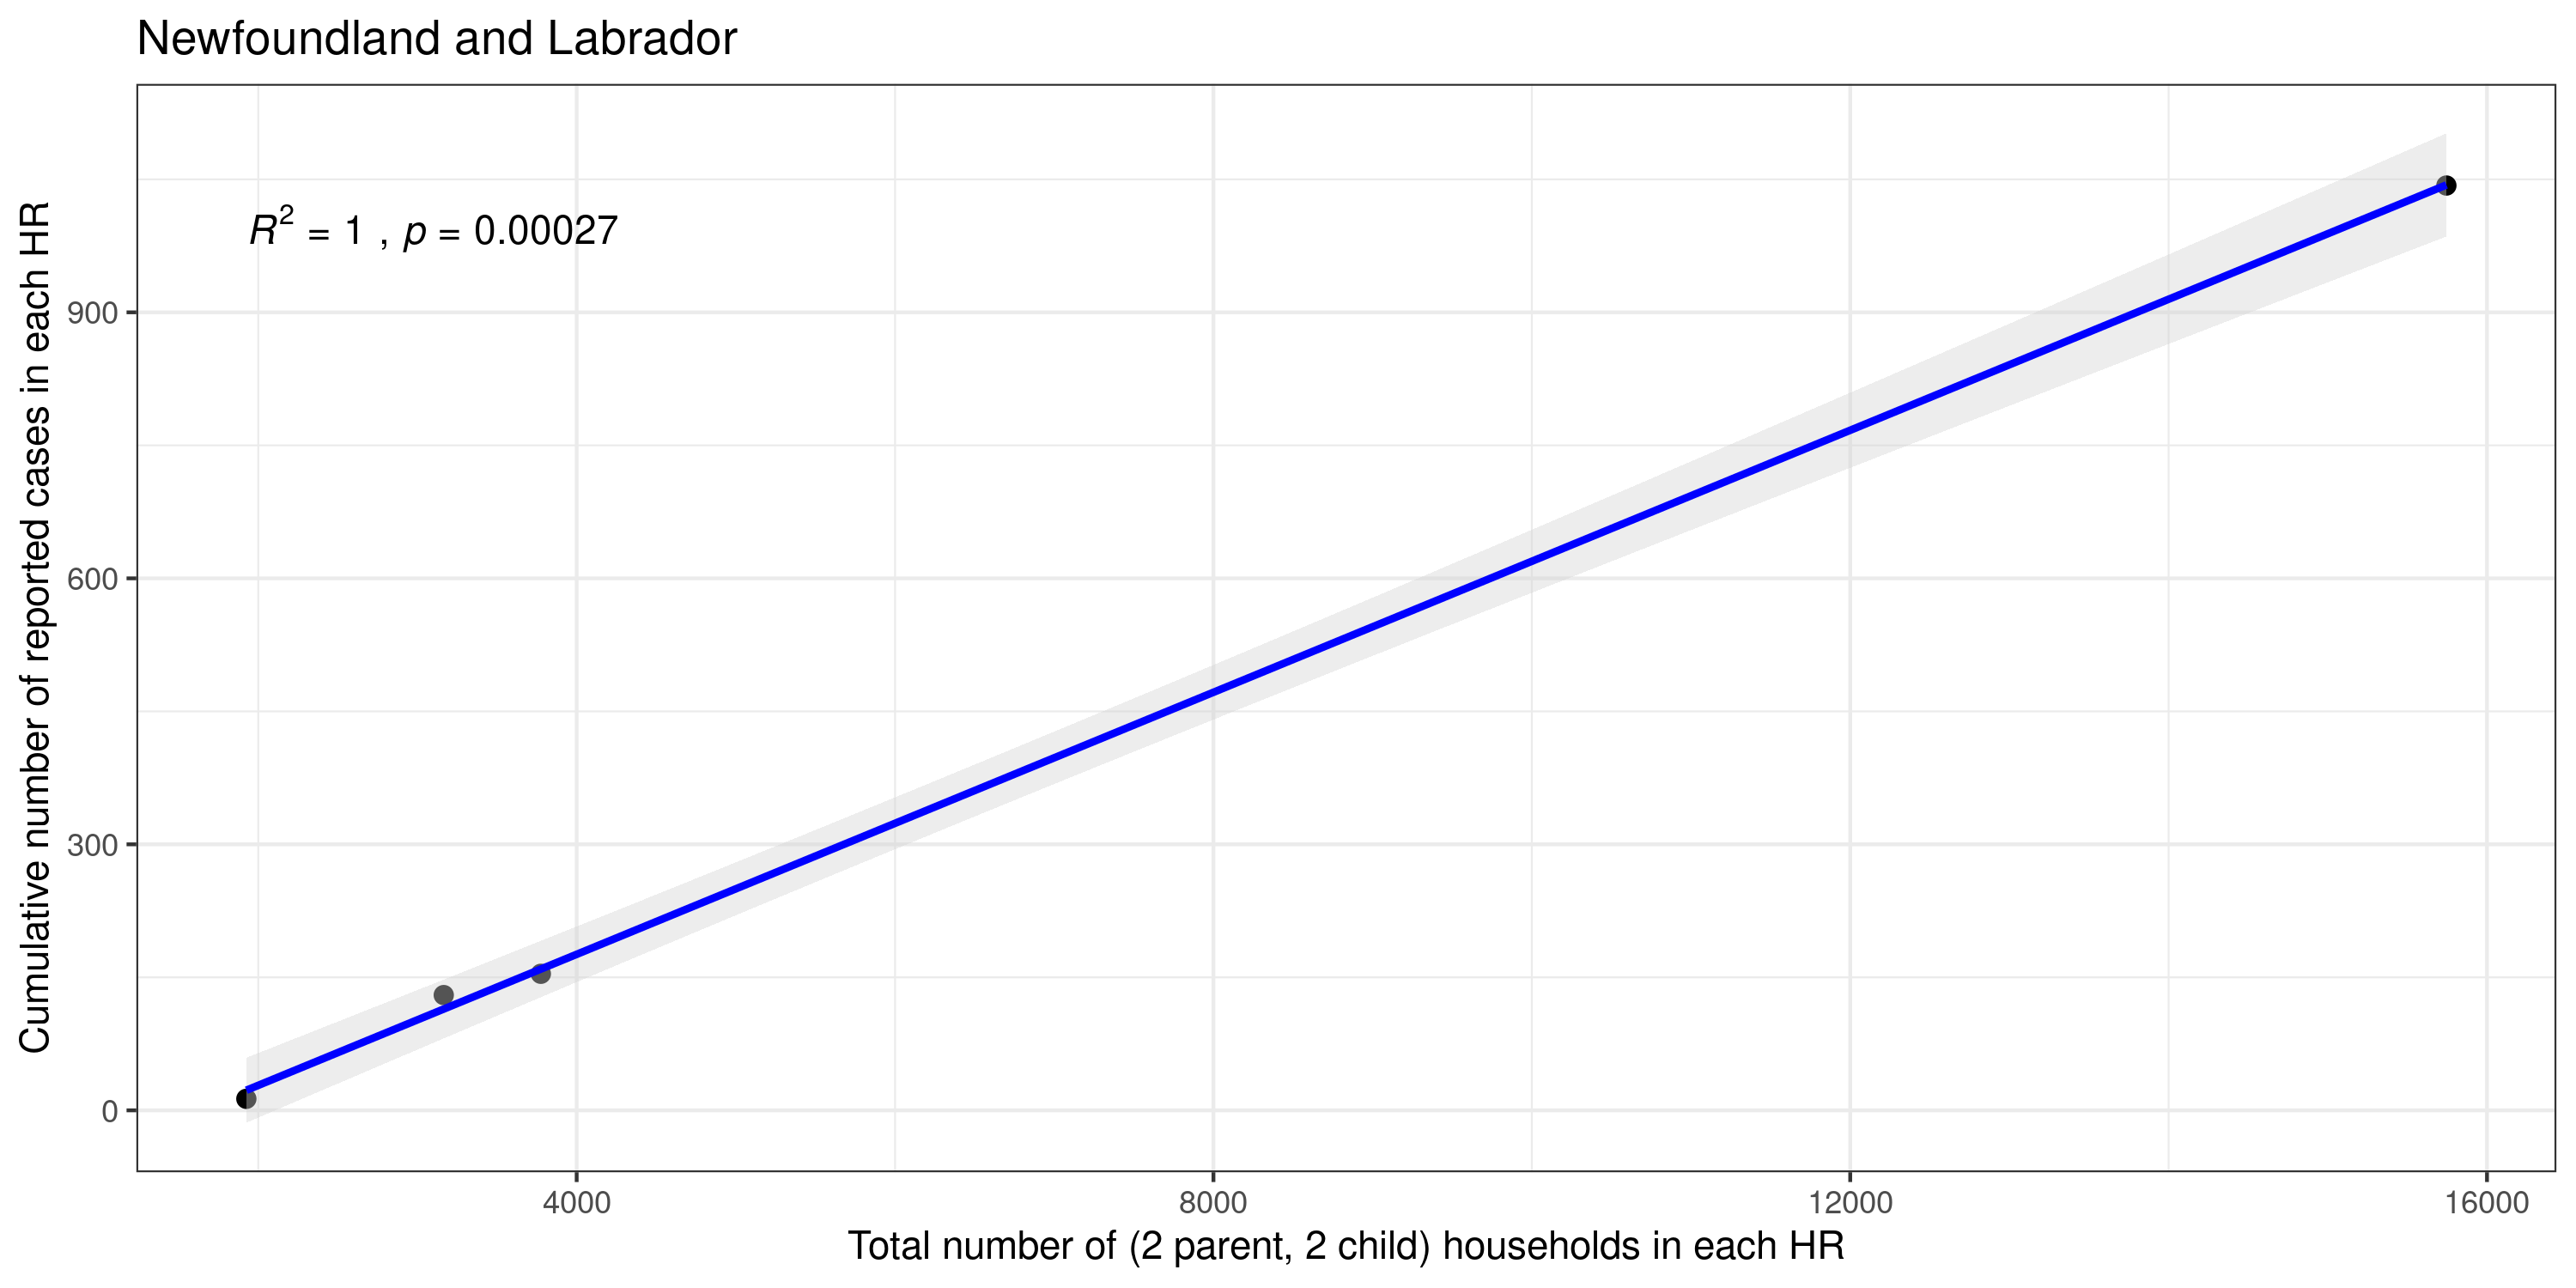 Newfoundland and Labrador
Cumulative number of reported cases in each HR
R² = 1 , p = 0.00027
900
600
300
0
4000 8000 12000 16000
Total number of (2 parent, 2 child) households in each HR